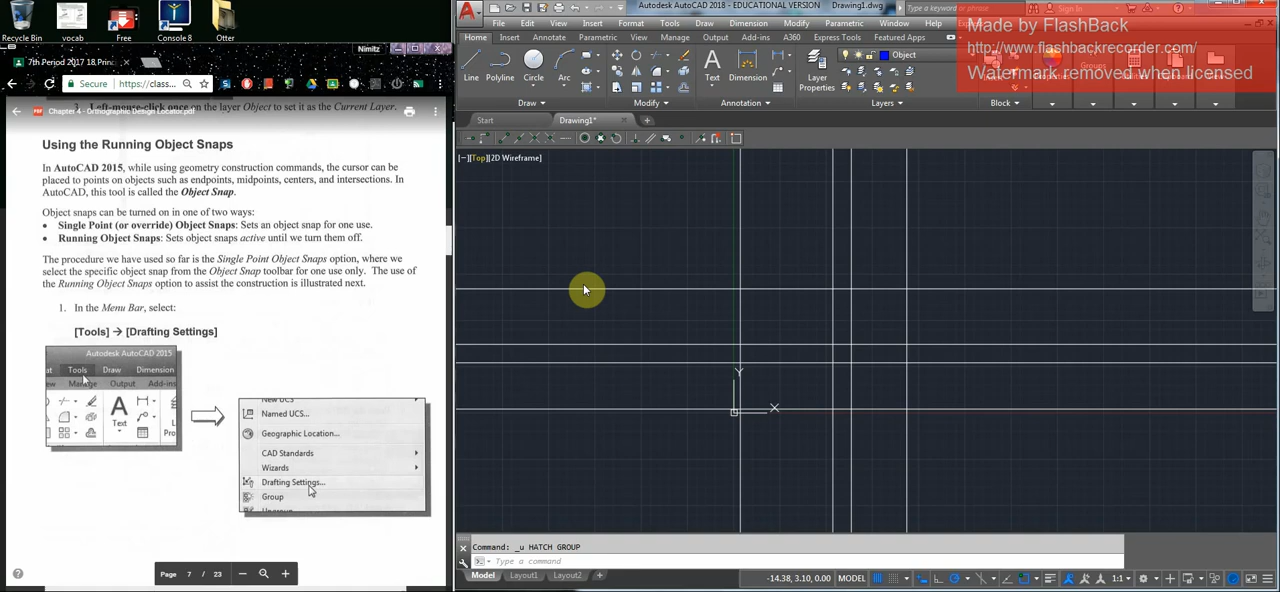 Recycle Bin
vocab
Free
Console 8
Otter
Nimitz
7th Period 2017 18 Prin
Secure
https://class
3. Left-mouse-click once on the layer Object to set it as the Current Layer.
Chapter 4 - Orthographic Design Locator.pdf
Using the Running Object Snaps
In AutoCAD 2015, while using geometry construction commands, the cursor can be
placed to points on objects such as endpoints, midpoints, centers, and intersections. In
AutoCAD, this tool is called the Object Snap.
Object snaps can be turned on in one of two ways:
• Single Point (or override) Object Snaps: Sets an object snap for one use.
• Running Object Snaps: Sets object snaps active until we turn them off.
The procedure we have used so far is the Single Point Object Snaps option, where we
select the specific object snap from the Object Snap toolbar for one use only. The use of
the Running Object Snaps option to assist the construction is illustrated next.
1. In the Menu Bar, select:
[Tools] → [Drafting Settings]
Autodesk AutoCAD 2015
at Tools Draw Dimension
ew Manage Output Add-ins
A
Text
Pro
New UCS
Named UCS...
Geographic Location...
CAD Standards
Wizards
Drafting Settings...
Group
Ungroup
Page 7 / 23
Autodesk AutoCAD 2018 - EDUCATIONAL VERSION Drawing1.dwg
Type a keyword or phrase
Sign In
File Edit View Insert Format Tools Draw Dimension Modify Parametric Window Help Express
Home Insert Annotate Parametric View Manage Output Add-ins A360 Express Tools Featured Apps
Made by FlashBack
http://www.flashbackrecorder.com/
Watermark removed when licensed
Line Polyline Circle Arc
A
Text Dimension
Layer
Properties
Object
Groups
Draw Modify Annotation Layers Block
Start Drawing1*
[−][Top][2D Wireframe]
Y
X
Command: _u HATCH GROUP
Type a command
Model Layout1 Layout2
-14.38, 3.10, 0.00 MODEL
1:1